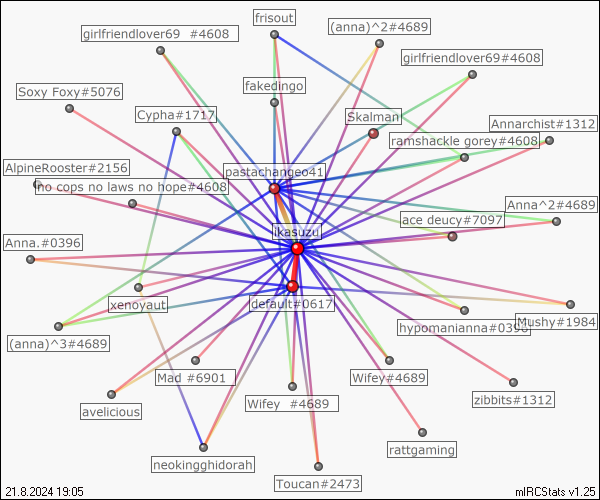 frisout
(anna)^2#4689
girlfriendlover69 #4608
girlfriendlover69#4608
fakedingo
Soxy Foxy#5076
Cypha#1717
Skalman
Annarchist#1312
ramshackle gorey#4608
AlpineRooster#2156
pastachangeo41
no cops no laws no hope#4608
Anna^2#4689
ace deucy#7097
ikasuzu
Anna.#0396
xenoyaut
default#0617
hypomanianna#0396
Mushy#1984
(anna)^3#4689
Mad #6901
Wifey#4689
avelicious
Wifey #4689
zibbits#1312
rattgaming
neokingghidorah
Toucan#2473
21.8.2024 19:05
mIRCStats v1.25